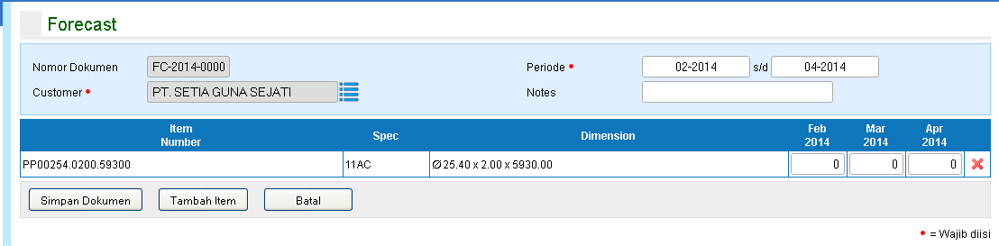 Forecast
Nomor Dokumen FC-2014-0000 Periode • 02-2014 s/d 04-2014
Customer • PT. SETIA GUNA SEJATI Notes
Item Number Spec Dimension Feb 2014 Mar 2014 Apr 2014
PP00254.0200.59300 11AC Ø 25.40 x 2.00 x 5930.00 0 0 0
Simpan Dokumen Tambah Item Batal
• = Wajib diisi